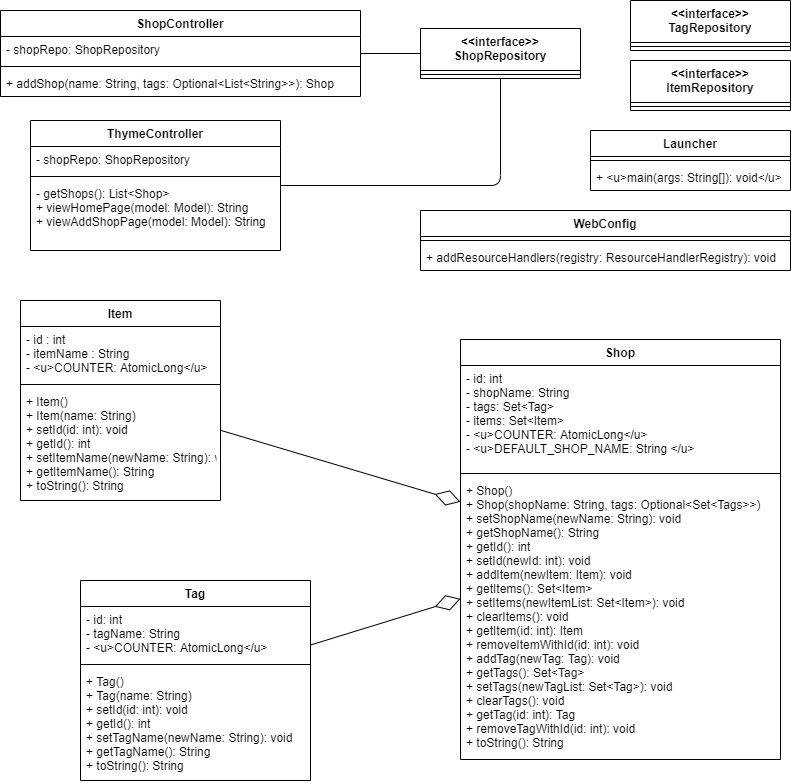 ShopController
- shopRepo: ShopRepository
+ addShop(name: String, tags: Optional<List<String>>): Shop
<<interface>>
ShopRepository
<<interface>>
TagRepository
<<interface>>
ItemRepository
ThymeController
- shopRepo: ShopRepository
- getShops(): List<Shop>
+ viewHomePage(model: Model): String
+ viewAddShopPage(model: Model): String
Launcher
+ <u>main(args: String[]): void</u>
WebConfig
+ addResourceHandlers(registry: ResourceHandlerRegistry): void
Item
- id : int
- itemName : String
- <u>COUNTER: AtomicLong</u>
+ Item()
+ Item(name: String)
+ setId(id: int): void
+ getId(): int
+ setItemName(newName: String):
+ getItemName(): String
+ toString(): String
Shop
- id: int
- shopName: String
- tags: Set<Tag>
- items: Set<Item>
- <u>COUNTER: AtomicLong</u>
- <u>DEFAULT_SHOP_NAME: String </u>
+ Shop()
+ Shop(shopName: String, tags: Optional<Set<Tags>>)
+ setShopName(newName: String): void
+ getShopName(): String
+ getId(): int
+ setId(newId: int): void
+ addItem(newItem: Item): void
+ getItems(): Set<Item>
+ setItems(newItemList: Set<Item>): void
+ clearItems(): void
+ getItem(id: int): Item
+ removeItemWithId(id: int): void
+ addTag(newTag: Tag): void
+ getTags(): Set<Tag>
+ setTags(newTagList: Set<Tag>): void
+ clearTags(): void
+ getTag(id: int): Tag
+ removeTagWithId(id: int): void
+ toString(): String
Tag
- id: int
- tagName: String
- <u>COUNTER: AtomicLong</u>
+ Tag()
+ Tag(name: String)
+ setId(id: int): void
+ getId(): int
+ setTagName(newName: String): void
+ getTagName(): String
+ toString(): String